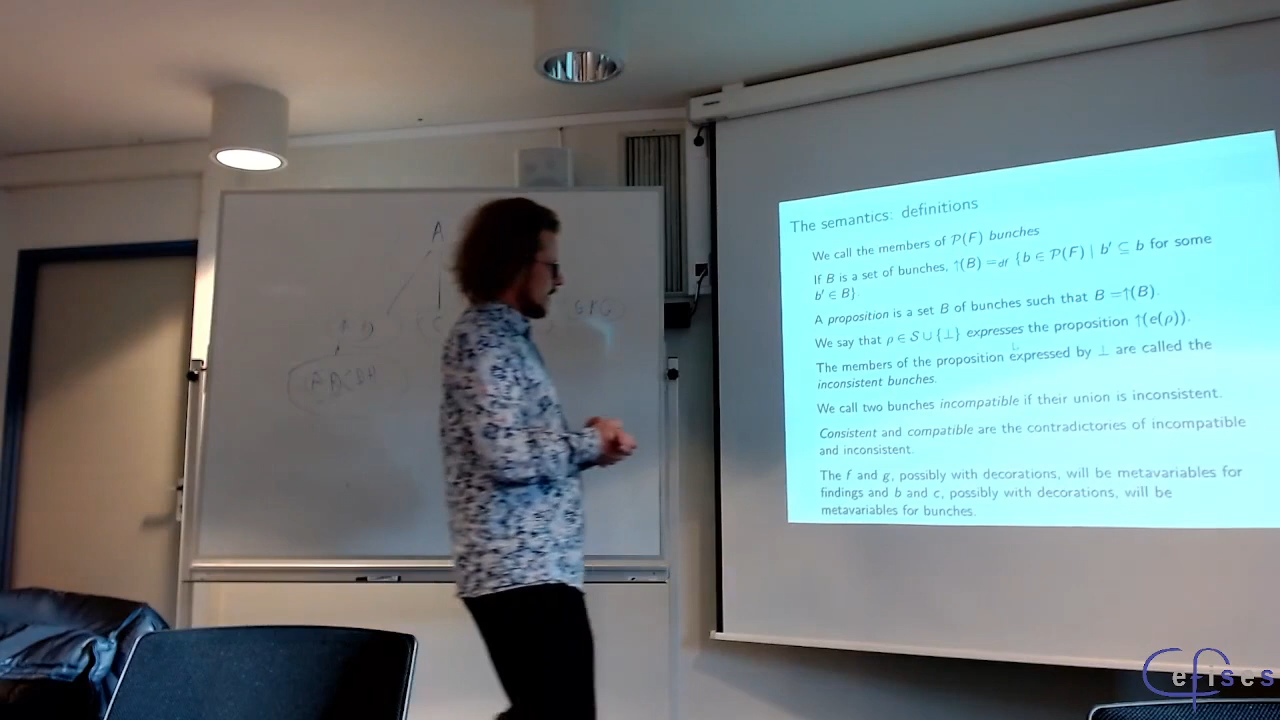 A
The semantics: definitions
We call the members of 𝒫(F) bunches
If B is a set of bunches, ↑(B) =df {b ∈ 𝒫(F) | b′ ⊆ b for some
b′ ∈ B}.
A proposition is a set B of bunches such that B =↑(B).
We say that ρ ∈ 𝒮 ∪ {⊥} expresses the proposition ↑(e(ρ)).
The members of the proposition expressed by ⊥ are called the
inconsistent bunches.
We call two bunches incompatible if their union is inconsistent.
Consistent and compatible are the contradictories of incompatible
and inconsistent.
The f and g, possibly with decorations, will be metavariables for
findings and b and c, possibly with decorations, will be
metavariables for bunches.
Cefises